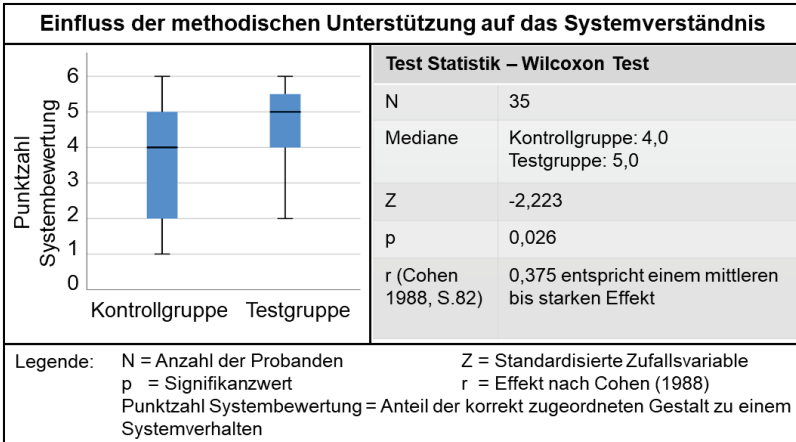 Einfluss der methodischen Unterstützung auf das Systemverständnis
Punktzahl
Systembewertung
6
5
4
3
2
1
0
Kontrollgruppe Testgruppe
Test Statistik – Wilcoxon Test
N 35
Mediane Kontrollgruppe: 4,0
Testgruppe: 5,0
Z -2,223
p 0,026
r (Cohen 0,375 entspricht einem mittleren
1988, S.82) bis starken Effekt
Legende: N = Anzahl der Probanden Z = Standardisierte Zufallsvariable
p = Signifikanzwert r = Effekt nach Cohen (1988)
Punktzahl Systembewertung = Anteil der korrekt zugeordneten Gestalt zu einem
Systemverhalten